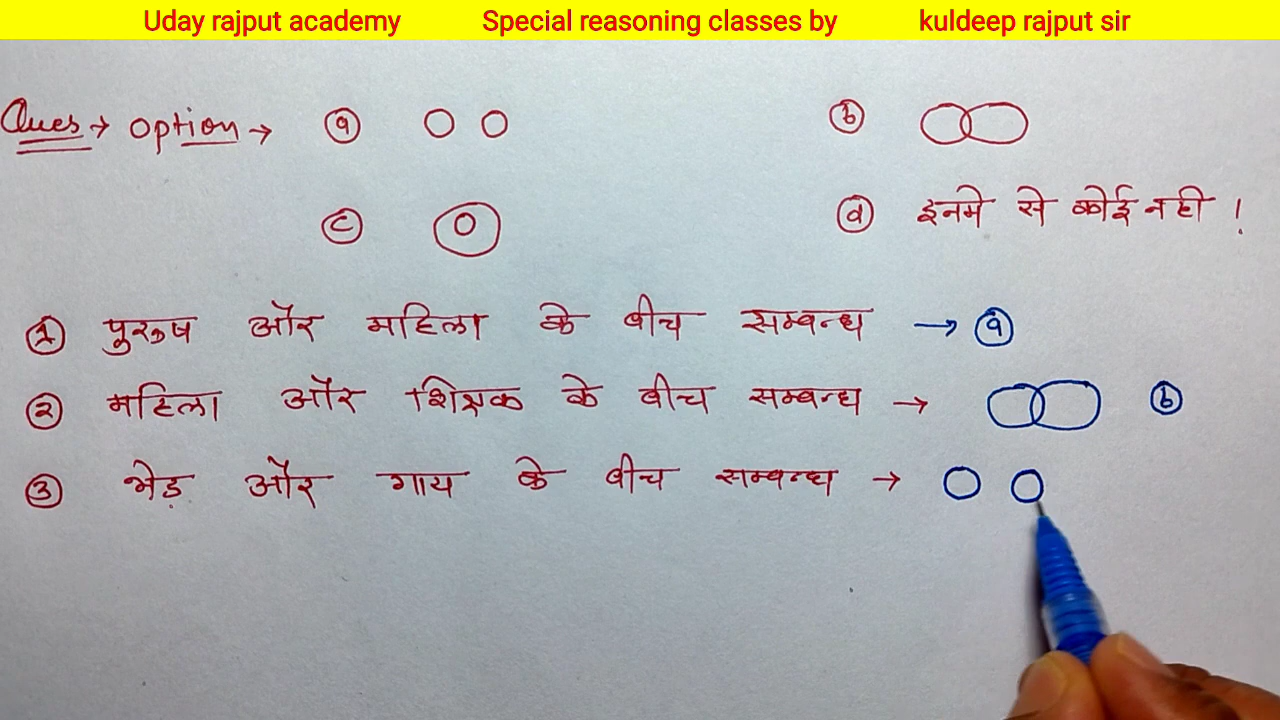 Uday rajput academy Special reasoning classes by kuldeep rajput sir
Ques → option → (a) (b)
(c) (d) इनमे से कोई नही !
(1) पुरुष और महिला के बीच सम्बन्ध → (a)
(२) महिला और शिक्षक के बीच सम्बन्ध → (b)
(3) भेड़ और गाय के बीच सम्बन्ध →